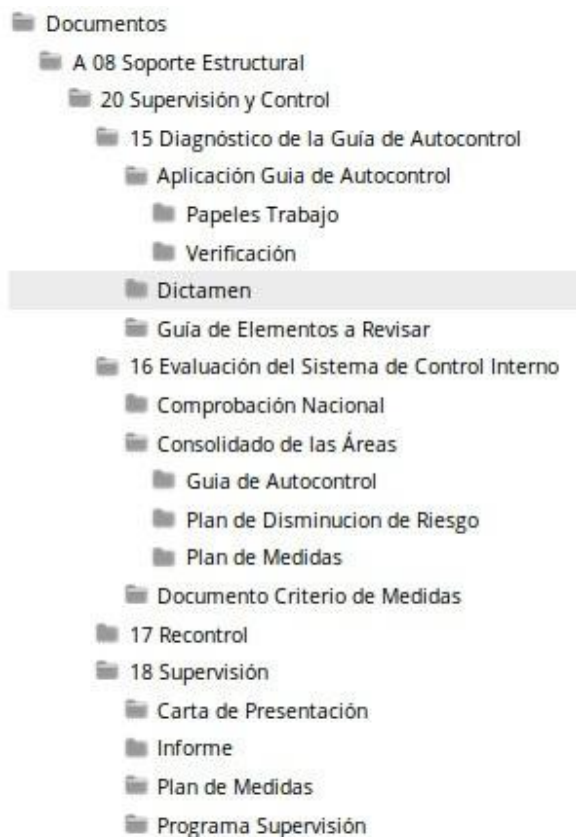 Documentos
A 08 Soporte Estructural
20 Supervisión y Control
15 Diagnóstico de la Guía de Autocontrol
Aplicación Guia de Autocontrol
Papeles Trabajo
Verificación
Dictamen
Guía de Elementos a Revisar
16 Evaluación del Sistema de Control Interno
Comprobación Nacional
Consolidado de las Áreas
Guia de Autocontrol
Plan de Disminucion de Riesgo
Plan de Medidas
Documento Criterio de Medidas
17 Recontrol
18 Supervisión
Carta de Presentación
Informe
Plan de Medidas
Programa Supervisión